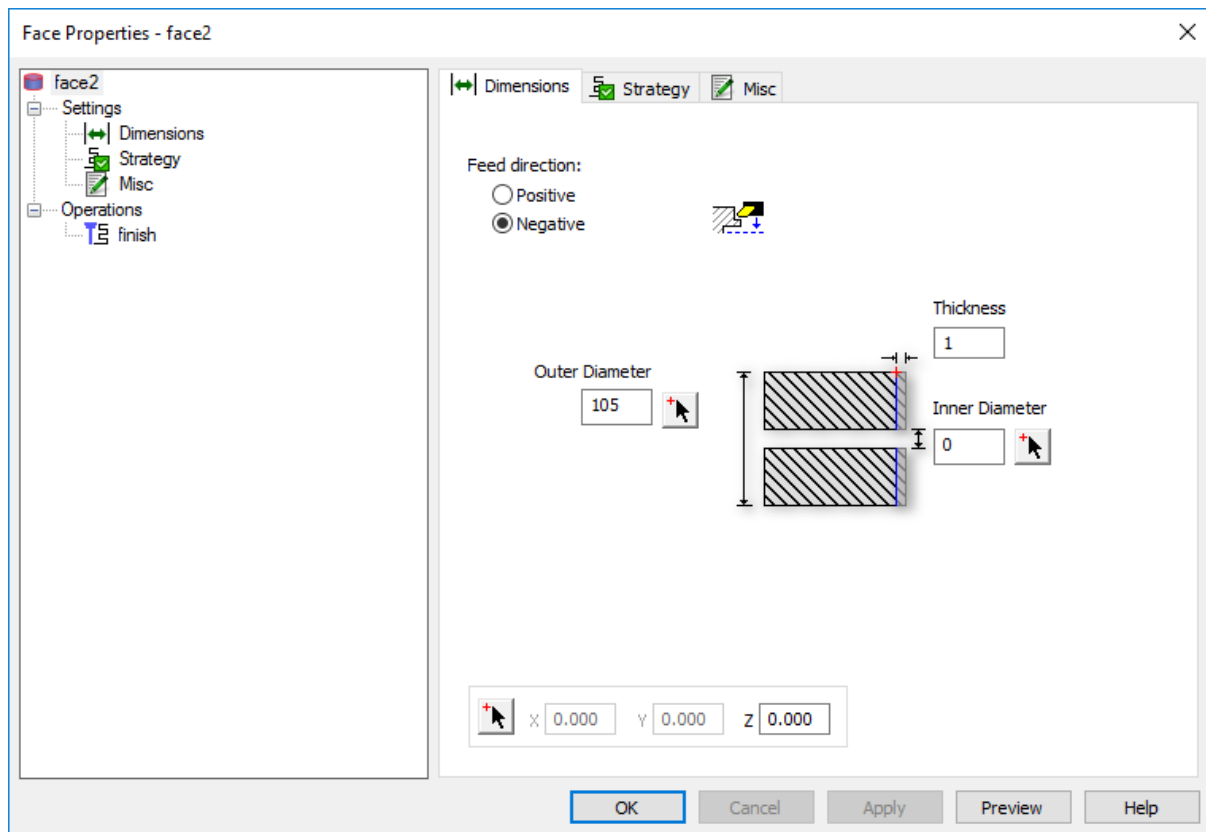 Face Properties - face2
face2
Settings
Dimensions
Strategy
Misc
Operations
finish
Dimensions Strategy Misc
Feed direction:
Positive
Negative
Thickness
1
Outer Diameter
105
Inner Diameter
0
X 0.000 Y 0.000 Z 0.000
OK Cancel Apply Preview Help